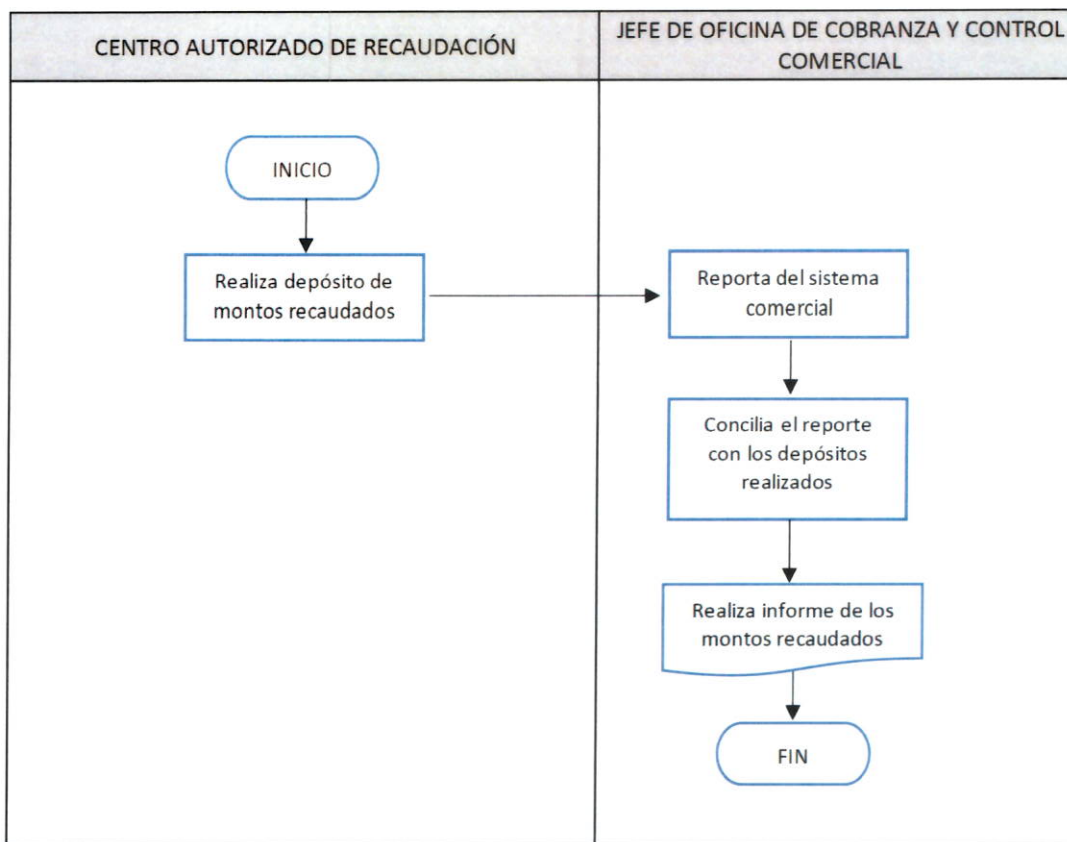 CENTRO AUTORIZADO DE RECAUDACIÓN
JEFE DE OFICINA DE COBRANZA Y CONTROL
COMERCIAL
INICIO
Realiza depósito de
montos recaudados
Reporta del sistema
comercial
Concilia el reporte
con los depósitos
realizados
Realiza informe de los
montos recaudados
FIN